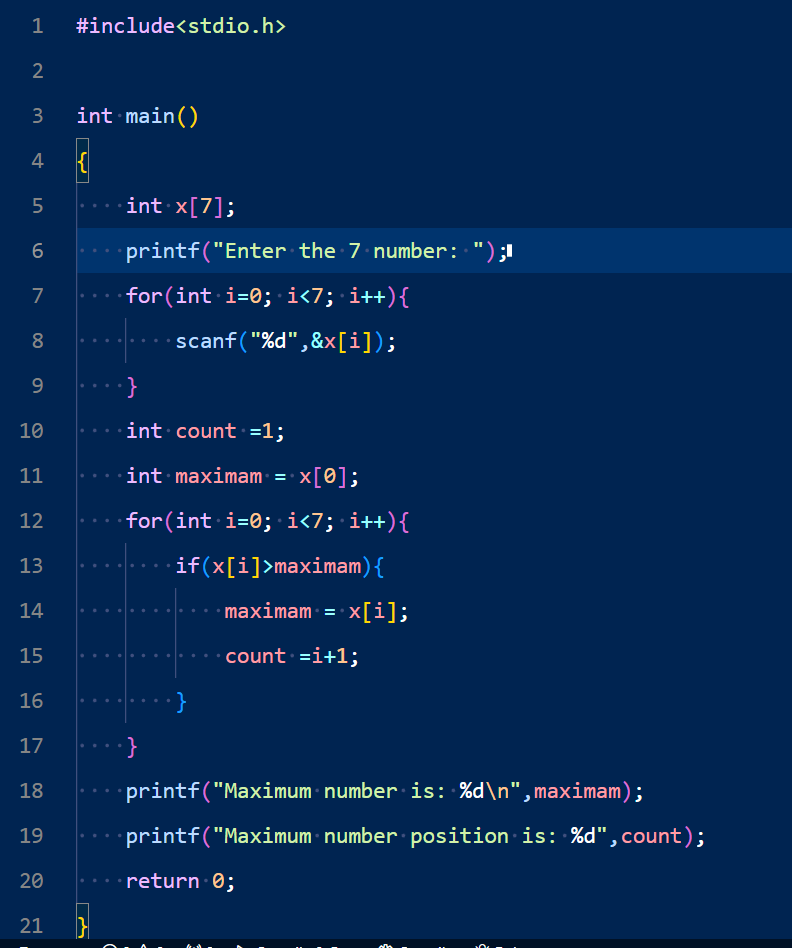 1 #include<stdio.h>
2
3 int main()
4 {
5     int x[7];
6     printf("Enter the 7 number: ");
7     for(int i=0; i<7; i++){
8         scanf("%d",&x[i]);
9     }
10     int count =1;
11     int maximam = x[0];
12     for(int i=0; i<7; i++){
13         if(x[i]>maximam){
14             maximam = x[i];
15             count =i+1;
16         }
17     }
18     printf("Maximum number is: %d\n",maximam);
19     printf("Maximum number position is: %d",count);
20     return 0;
21 }